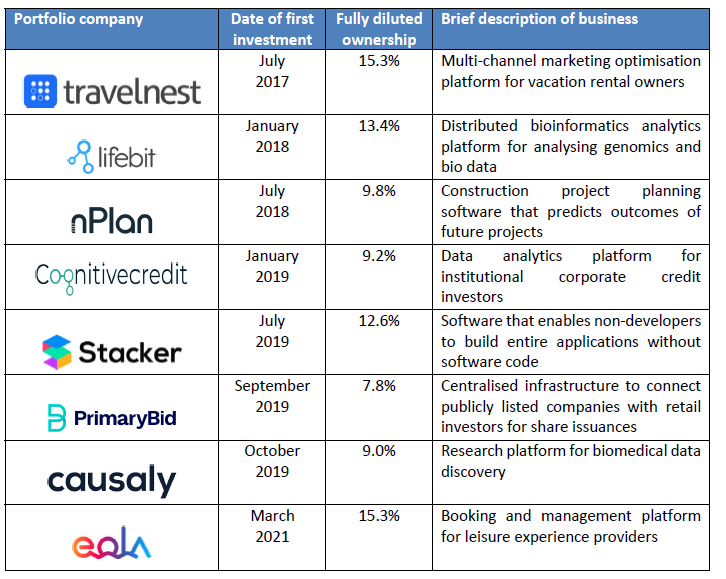 Portfolio company
Date of first
investment
Fully diluted
ownership
Brief description of business
travelnest
July
2017
15.3%
Multi-channel marketing optimisation
platform for vacation rental owners
lifebit
January
2018
13.4%
Distributed bioinformatics analytics
platform for analysing genomics and
bio data
nPlan
July
2018
9.8%
Construction project planning
software that predicts outcomes of
future projects
Cognitivecredit
January
2019
9.2%
Data analytics platform for
institutional corporate credit
investors
Stacker
July
2019
12.6%
Software that enables non-developers
to build entire applications without
software code
PrimaryBid
September
2019
7.8%
Centralised infrastructure to connect
publicly listed companies with retail
investors for share issuances
causaly
October
2019
9.0%
Research platform for biomedical data
discovery
eola
March
2021
15.3%
Booking and management platform
for leisure experience providers